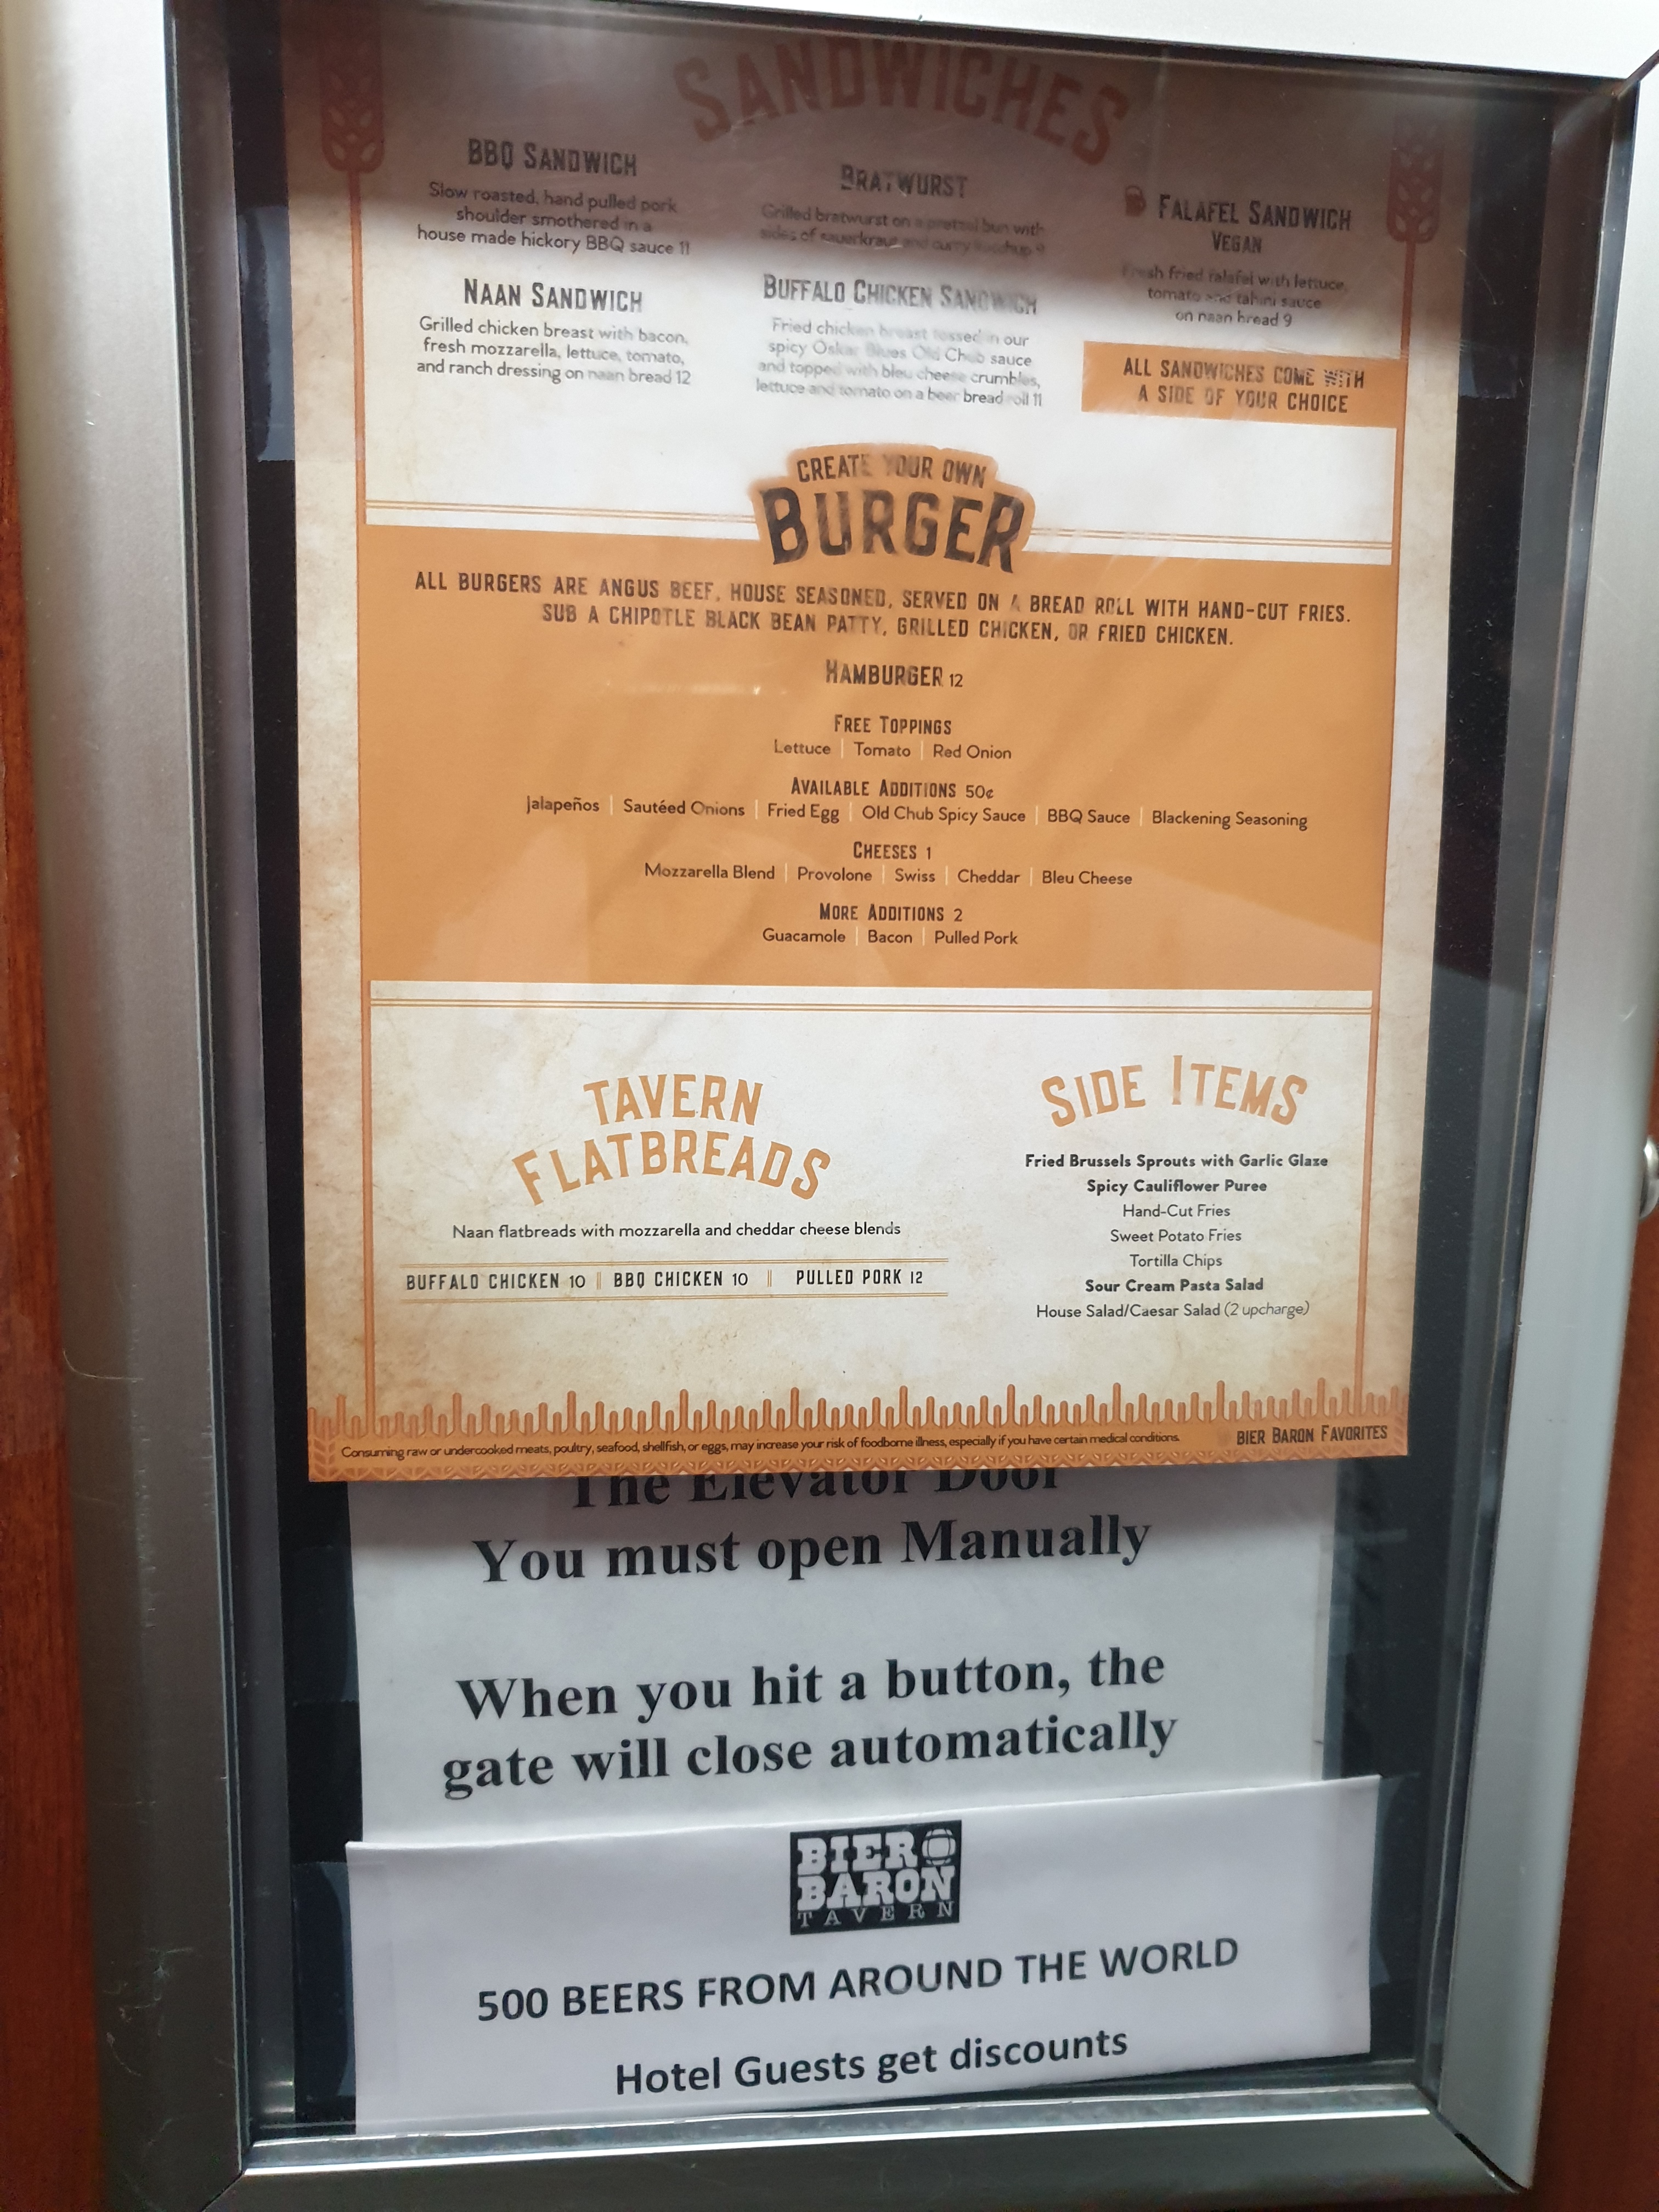 SANDWICHES
BBQ SANDWICH
Slow roasted, hand pulled pork
shoulder smothered in a
house made hickory BBQ sauce 11
NAAN SANDWICH
Grilled chicken breast with bacon,
fresh mozzarella, lettuce, tomato,
and ranch dressing on naan bread 12
BRATWURST
Grilled bratwurst on a pretzel bun with
sides of sauerkraut and curry ketchup 9
BUFFALO CHICKEN SANDWICH
Fried chicken breast tossed in our
spicy Oskar Blues Old Chub sauce
and topped with bleu cheese crumbles,
lettuce and tomato on a beer bread roll 11
FALAFEL SANDWICH
VEGAN
Fresh fried falafel with lettuce,
tomato and tahini sauce
on naan bread 9
ALL SANDWICHES COME WITH
A SIDE OF YOUR CHOICE
CREATE YOUR OWN
BURGER
ALL BURGERS ARE ANGUS BEEF, HOUSE SEASONED, SERVED ON A BREAD ROLL WITH HAND-CUT FRIES.
SUB A CHIPOTLE BLACK BEAN PATTY, GRILLED CHICKEN, OR FRIED CHICKEN.
HAMBURGER 12
FREE TOPPINGS
Lettuce | Tomato | Red Onion
AVAILABLE ADDITIONS 50¢
Jalapeños | Sautéed Onions | Fried Egg | Old Chub Spicy Sauce | BBQ Sauce | Blackening Seasoning
CHEESES 1
Mozzarella Blend | Provolone | Swiss | Cheddar | Bleu Cheese
MORE ADDITIONS 2
Guacamole | Bacon | Pulled Pork
TAVERN
FLATBREADS
Naan flatbreads with mozzarella and cheddar cheese blends
BUFFALO CHICKEN 10 || BBQ CHICKEN 10 || PULLED PORK 12
SIDE ITEMS
Fried Brussels Sprouts with Garlic Glaze
Spicy Cauliflower Puree
Hand-Cut Fries
Sweet Potato Fries
Tortilla Chips
Sour Cream Pasta Salad
House Salad/Caesar Salad (2 upcharge)
Consuming raw or undercooked meats, poultry, seafood, shellfish, or eggs, may increase your risk of foodborne illness, especially if you have certain medical conditions.
BIER BARON FAVORITES
The Elevator Door
You must open Manually
When you hit a button, the
gate will close automatically
BIER
BARON
TAVERN
500 BEERS FROM AROUND THE WORLD
Hotel Guests get discounts